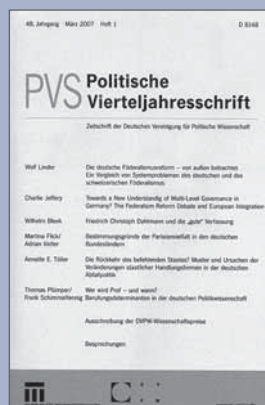 48. Jahrgang März 2007 Heft 1 D 6148
PVS Politische
Vierteljahresschrift
Zeitschrift der Deutschen Vereinigung für Politische Wissenschaft
Wolf Linder Die deutsche Föderalismusreform – von außen betrachtet
Ein Vergleich von Systemproblemen des deutschen und des
schweizerischen Föderalismus
Charlie Jeffery Towards a New Understanding of Multi-Level Governance in
Germany? The Federalism Reform Debate and European Integration
Wilhelm Bleek Friedrich Christoph Dahlmann und die „gute“ Verfassung
Martina Flick/ Bestimmungsgründe der Parteienvielfalt in den deutschen
Adrian Vatter Bundesländern
Annette E. Töller Die Rückkehr des befehlenden Staates? Muster und Ursachen der
Veränderungen staatlicher Handlungsformen in der deutschen
Abfallpolitik
Thomas Plümper/ Wer wird Prof – und wann?
Frank Schimmelfennig Berufungsdeterminanten in der deutschen Politikwissenschaft
Ausschreibung der DVPW-Wissenschaftspreise
Besprechungen